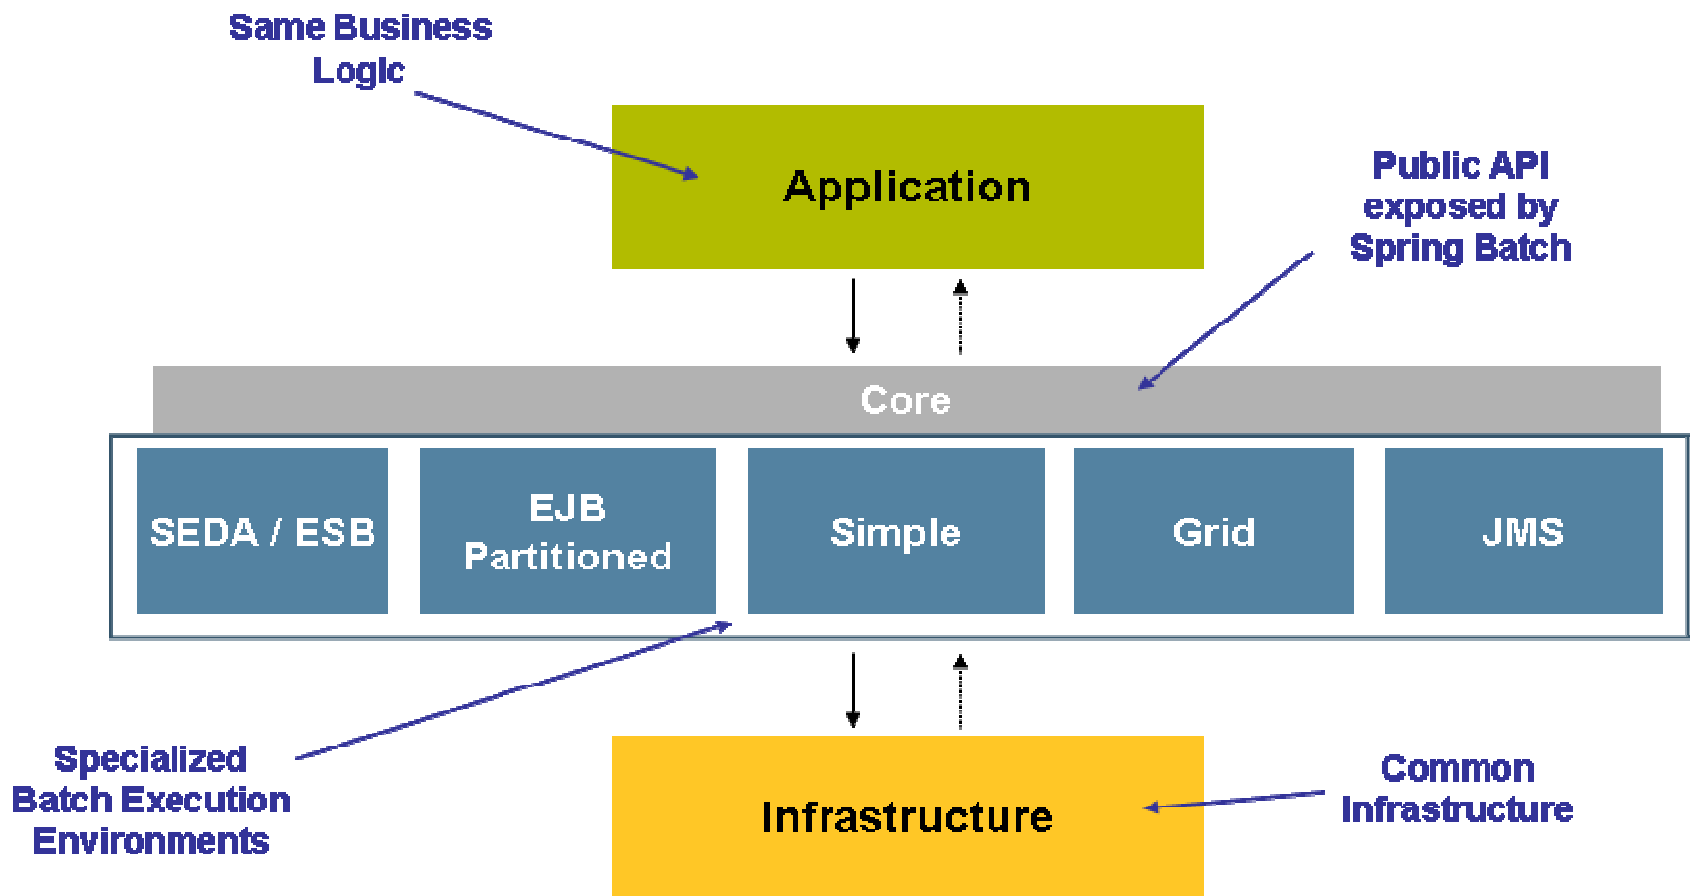 Same Business
Logic
Application
Public API
exposed by
Spring Batch
Core
SEDA / ESB
EJB
Partitioned
Simple
Grid
JMS
Specialized
Batch Execution
Environments
Infrastructure
Common
Infrastructure